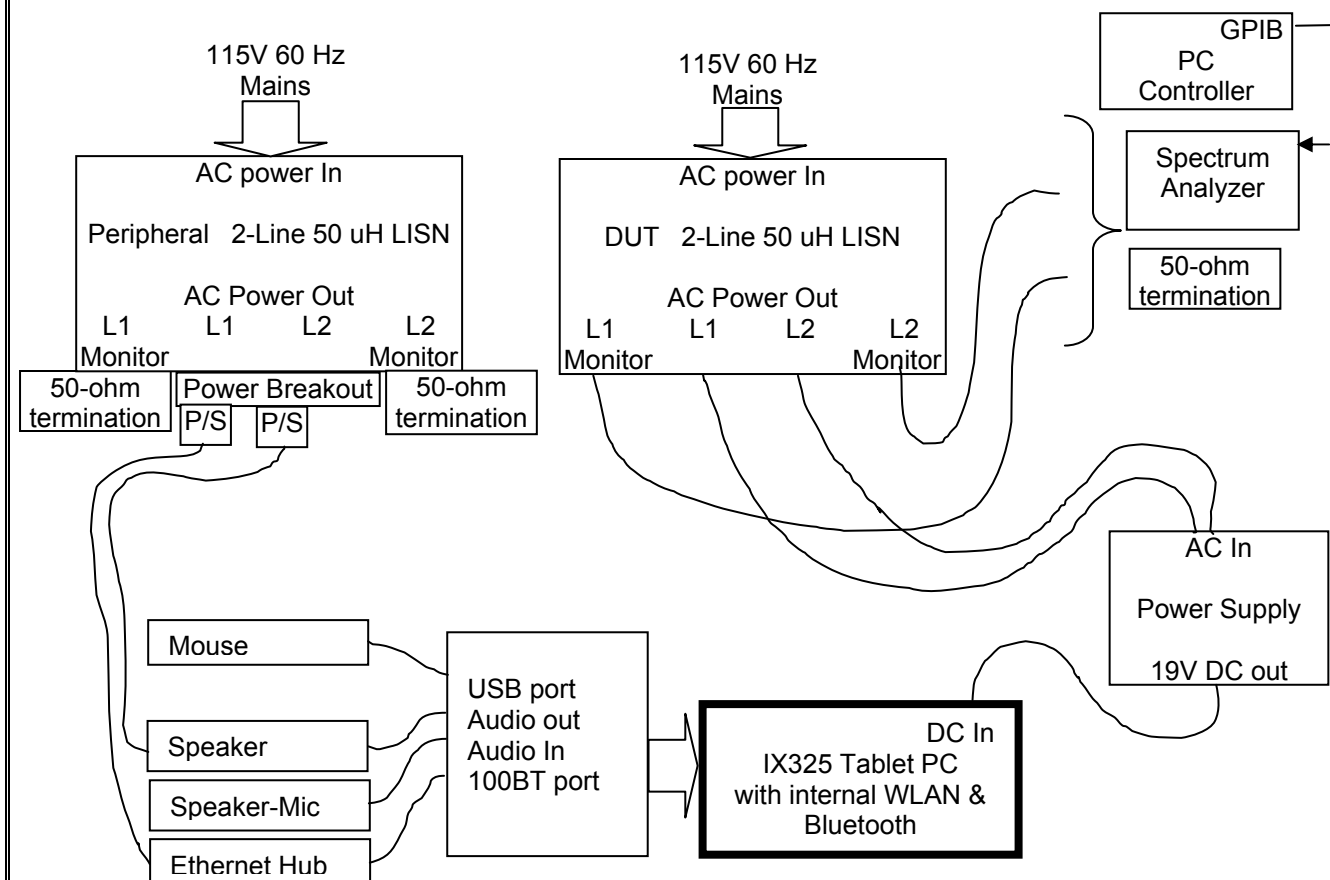 115V 60 Hz
Mains
AC power In
Peripheral 2-Line 50 uH LISN
AC Power Out
L1 L1 L2 L2
Monitor Monitor
50-ohm
termination
Power Breakout
50-ohm
termination
P/S P/S
115V 60 Hz
Mains
AC power In
DUT 2-Line 50 uH LISN
AC Power Out
L1 L1 L2 L2
Monitor Monitor
GPIB
PC
Controller
Spectrum
Analyzer
50-ohm
termination
AC In
Power Supply
19V DC out
Mouse
Speaker
Speaker-Mic
Ethernet Hub
USB port
Audio out
Audio In
100BT port
DC In
IX325 Tablet PC
with internal WLAN &
Bluetooth